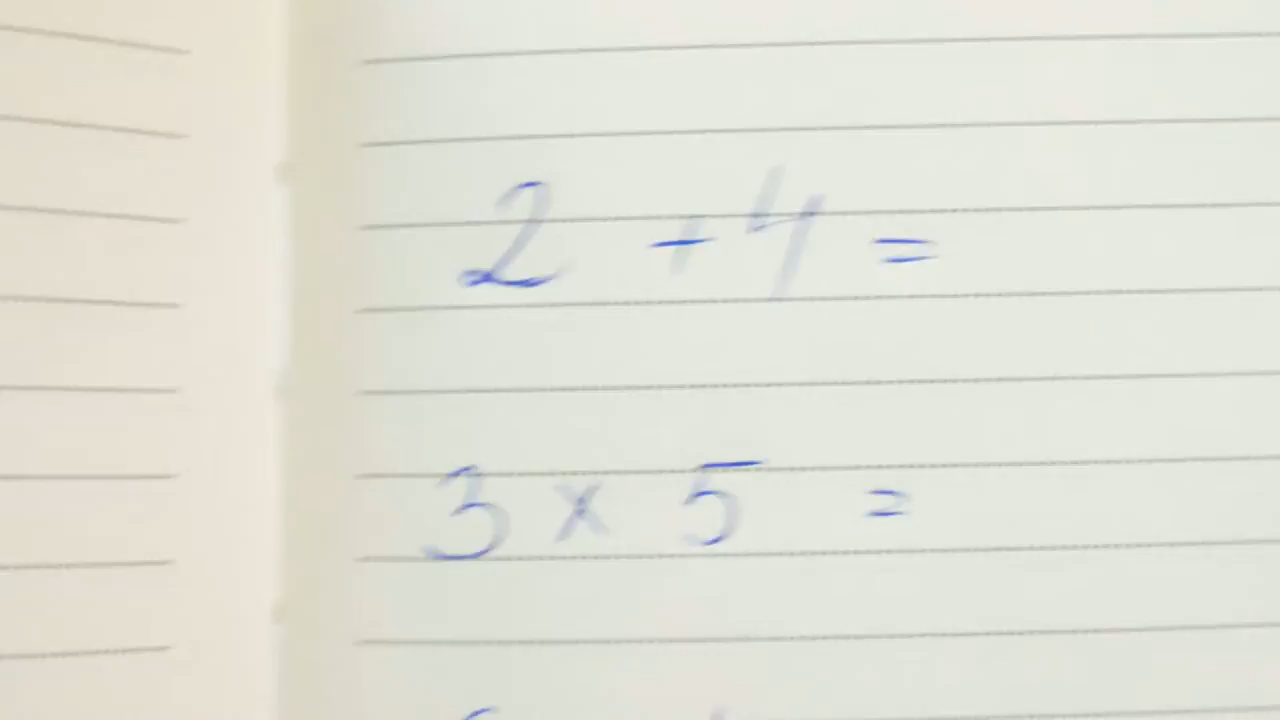 2 + 4 =
3 x 5 =